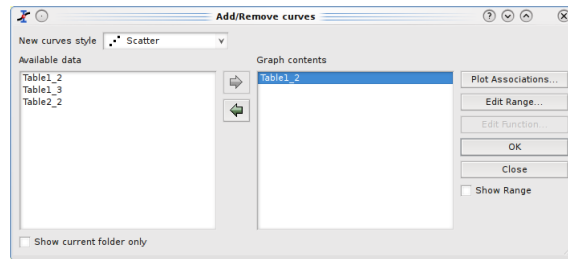 Add/Remove curves
New curves style Scatter
Available data
Graph contents
Table1_2
Table1_3
Table2_2
Table1_2
Plot Associations...
Edit Range...
Edit Function...
OK
Close
Show Range
Show current folder only